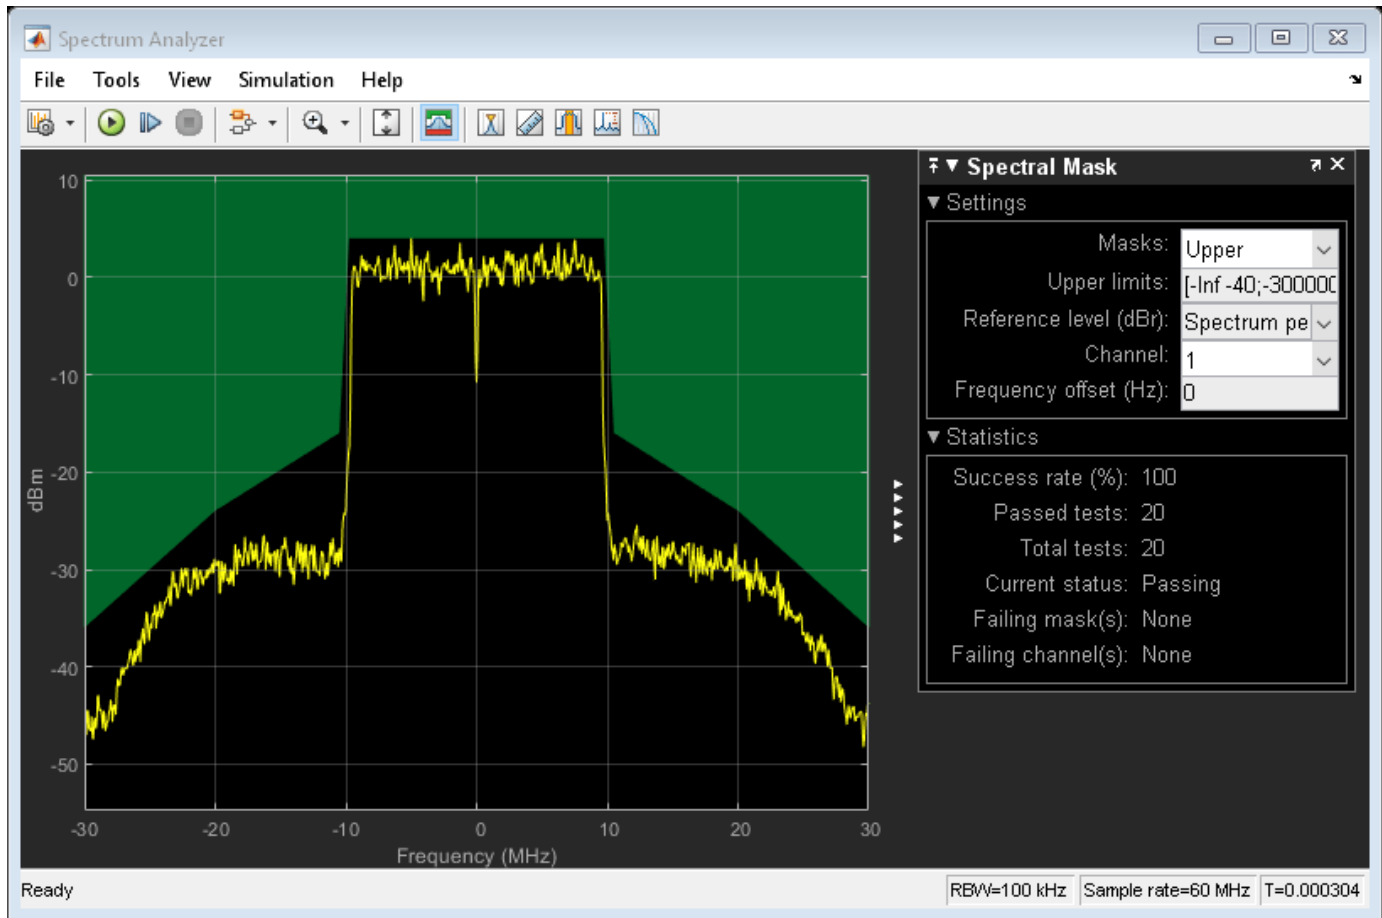 Spectrum Analyzer
File Tools View Simulation Help
Spectral Mask
Settings
Masks: Upper
Upper limits: [-Inf -40;-300000
Reference level (dBr): Spectrum pe
Channel: 1
Frequency offset (Hz): 0
Statistics
Success rate (%): 100
Passed tests: 20
Total tests: 20
Current status: Passing
Failing mask(s): None
Failing channel(s): None
10
0
-10
-20
-30
-40
-50
dBm
-30 -20 -10 0 10 20 30
Frequency (MHz)
Ready
RBW=100 kHz Sample rate=60 MHz T=0.000304